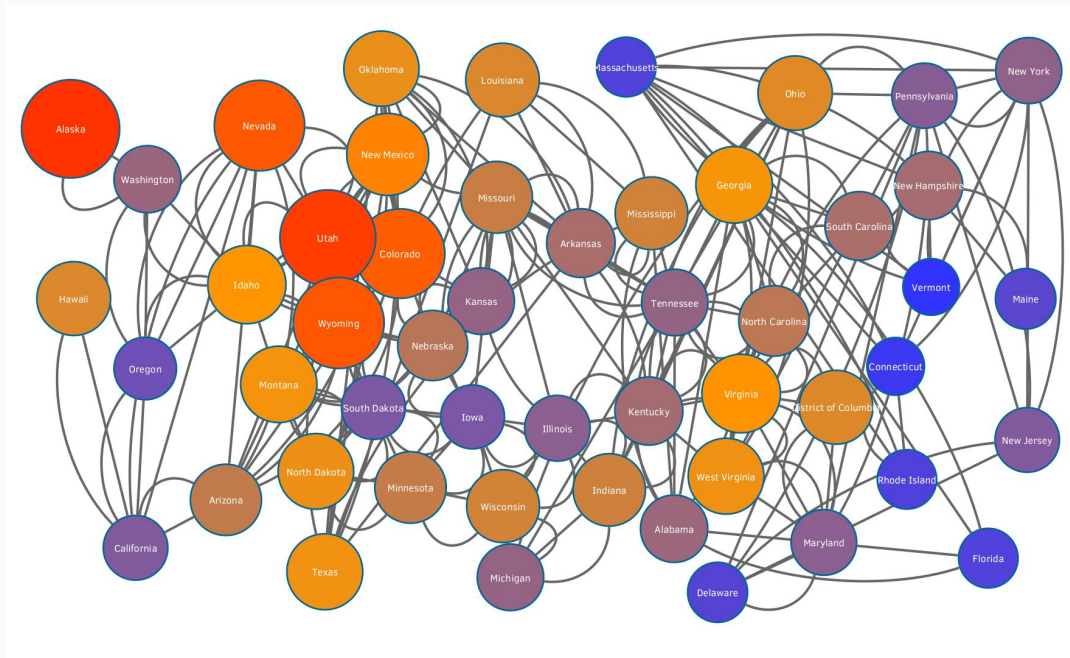 Oklahoma
Louisiana
Massachusetts
New York
Ohio
Pennsylvania
Alaska
Nevada
New Mexico
Washington
Missouri
Georgia
New Hampshire
Mississippi
South Carolina
Utah
Arkansas
Colorado
Idaho
Vermont
Hawaii
Kansas
Tennessee
Maine
Wyoming
North Carolina
Nebraska
Oregon
Connecticut
Montana
Virginia
South Dakota
Iowa
Kentucky
District of Columbia
Illinois
New Jersey
North Dakota
West Virginia
Rhode Island
Minnesota
Indiana
Arizona
Wisconsin
Alabama
Maryland
California
Florida
Texas
Michigan
Delaware